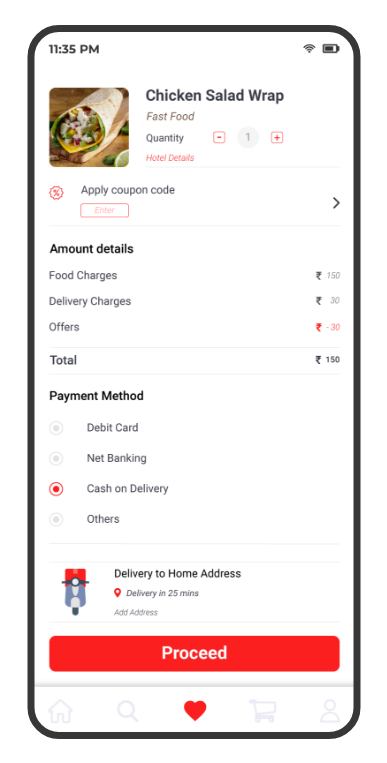 11:35 PM
Chicken Salad Wrap
Fast Food
Quantity - 1 +
Hotel Details
% Apply coupon code
Enter
Amount details
Food Charges ₹ 150
Delivery Charges ₹ 30
Offers ₹ - 30
Total ₹ 150
Payment Method
Debit Card
Net Banking
Cash on Delivery
Others
Delivery to Home Address
Delivery in 25 mins
Add Address
Proceed